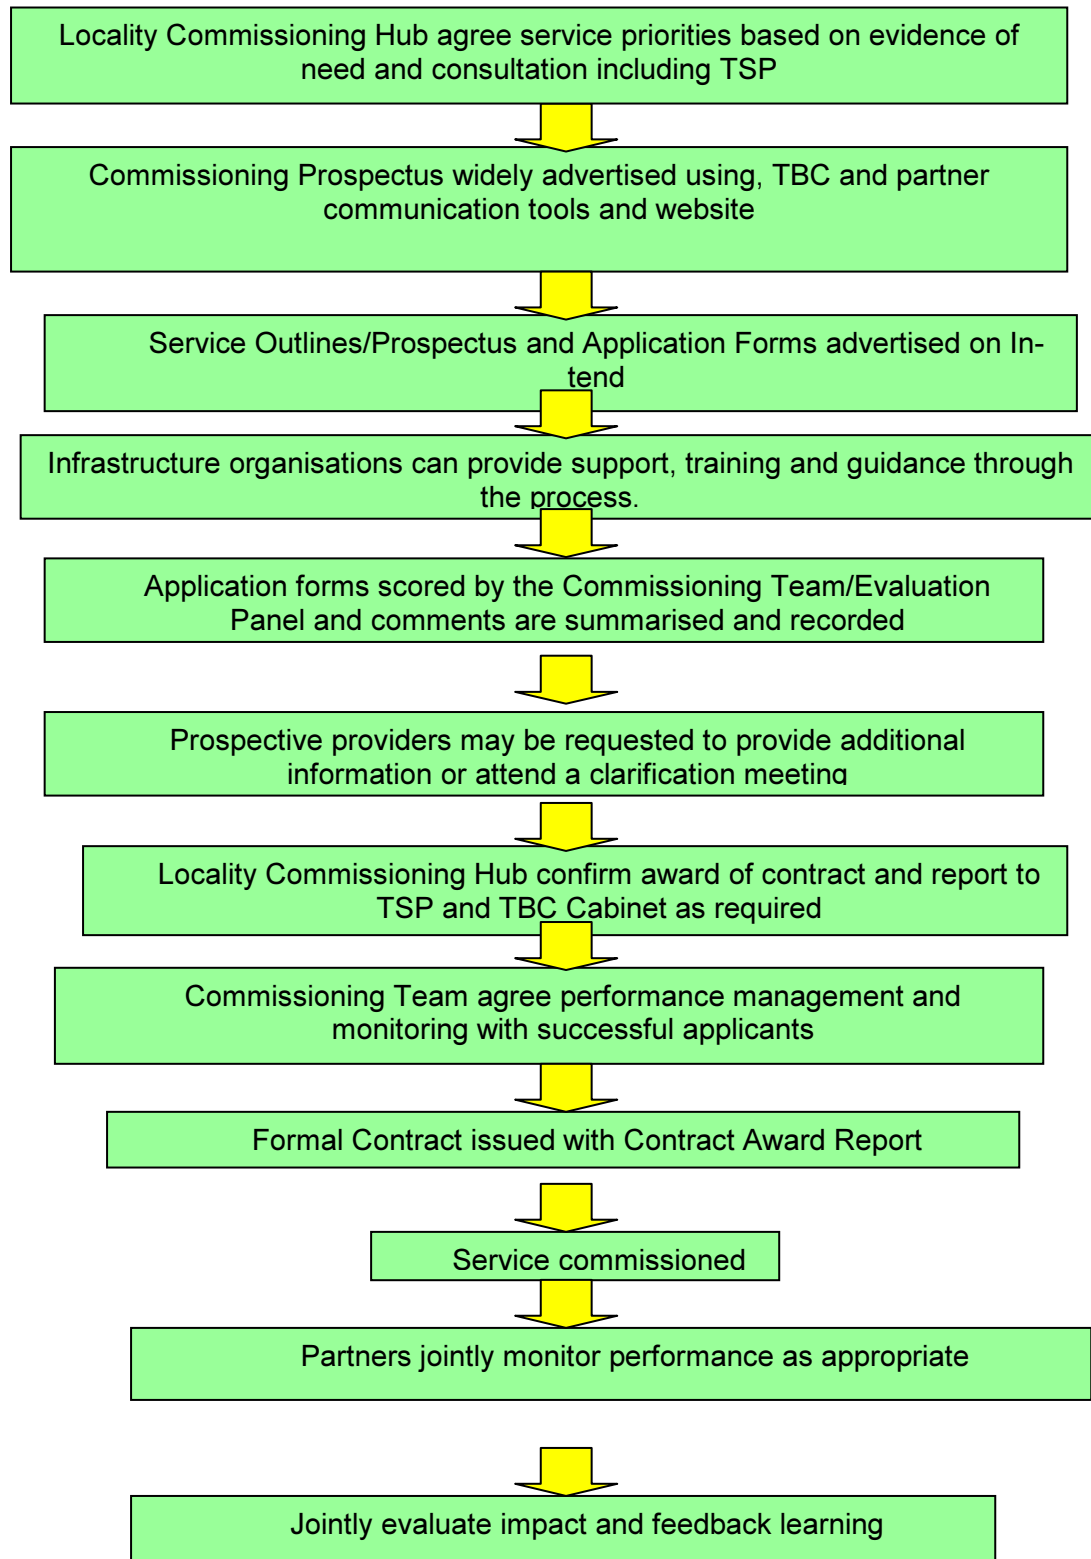 Locality Commissioning Hub agree service priorities based on evidence of
need and consultation including TSP
Commissioning Prospectus widely advertised using, TBC and partner
communication tools and website
Service Outlines/Prospectus and Application Forms advertised on In-
tend
Infrastructure organisations can provide support, training and guidance through
the process.
Application forms scored by the Commissioning Team/Evaluation
Panel and comments are summarised and recorded
Prospective providers may be requested to provide additional
information or attend a clarification meeting
Locality Commissioning Hub confirm award of contract and report to
TSP and TBC Cabinet as required
Commissioning Team agree performance management and
monitoring with successful applicants
Formal Contract issued with Contract Award Report
Service commissioned
Partners jointly monitor performance as appropriate
Jointly evaluate impact and feedback learning